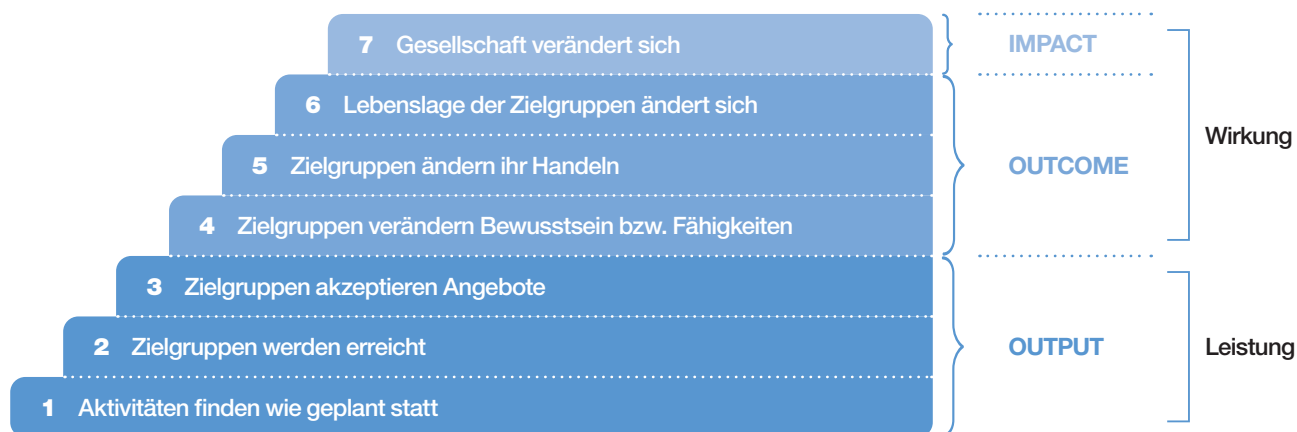 7 Gesellschaft verändert sich
IMPACT
6 Lebenslage der Zielgruppen ändert sich
5 Zielgruppen ändern ihr Handeln
OUTCOME
Wirkung
4 Zielgruppen verändern Bewusstsein bzw. Fähigkeiten
3 Zielgruppen akzeptieren Angebote
2 Zielgruppen werden erreicht
OUTPUT
Leistung
1 Aktivitäten finden wie geplant statt